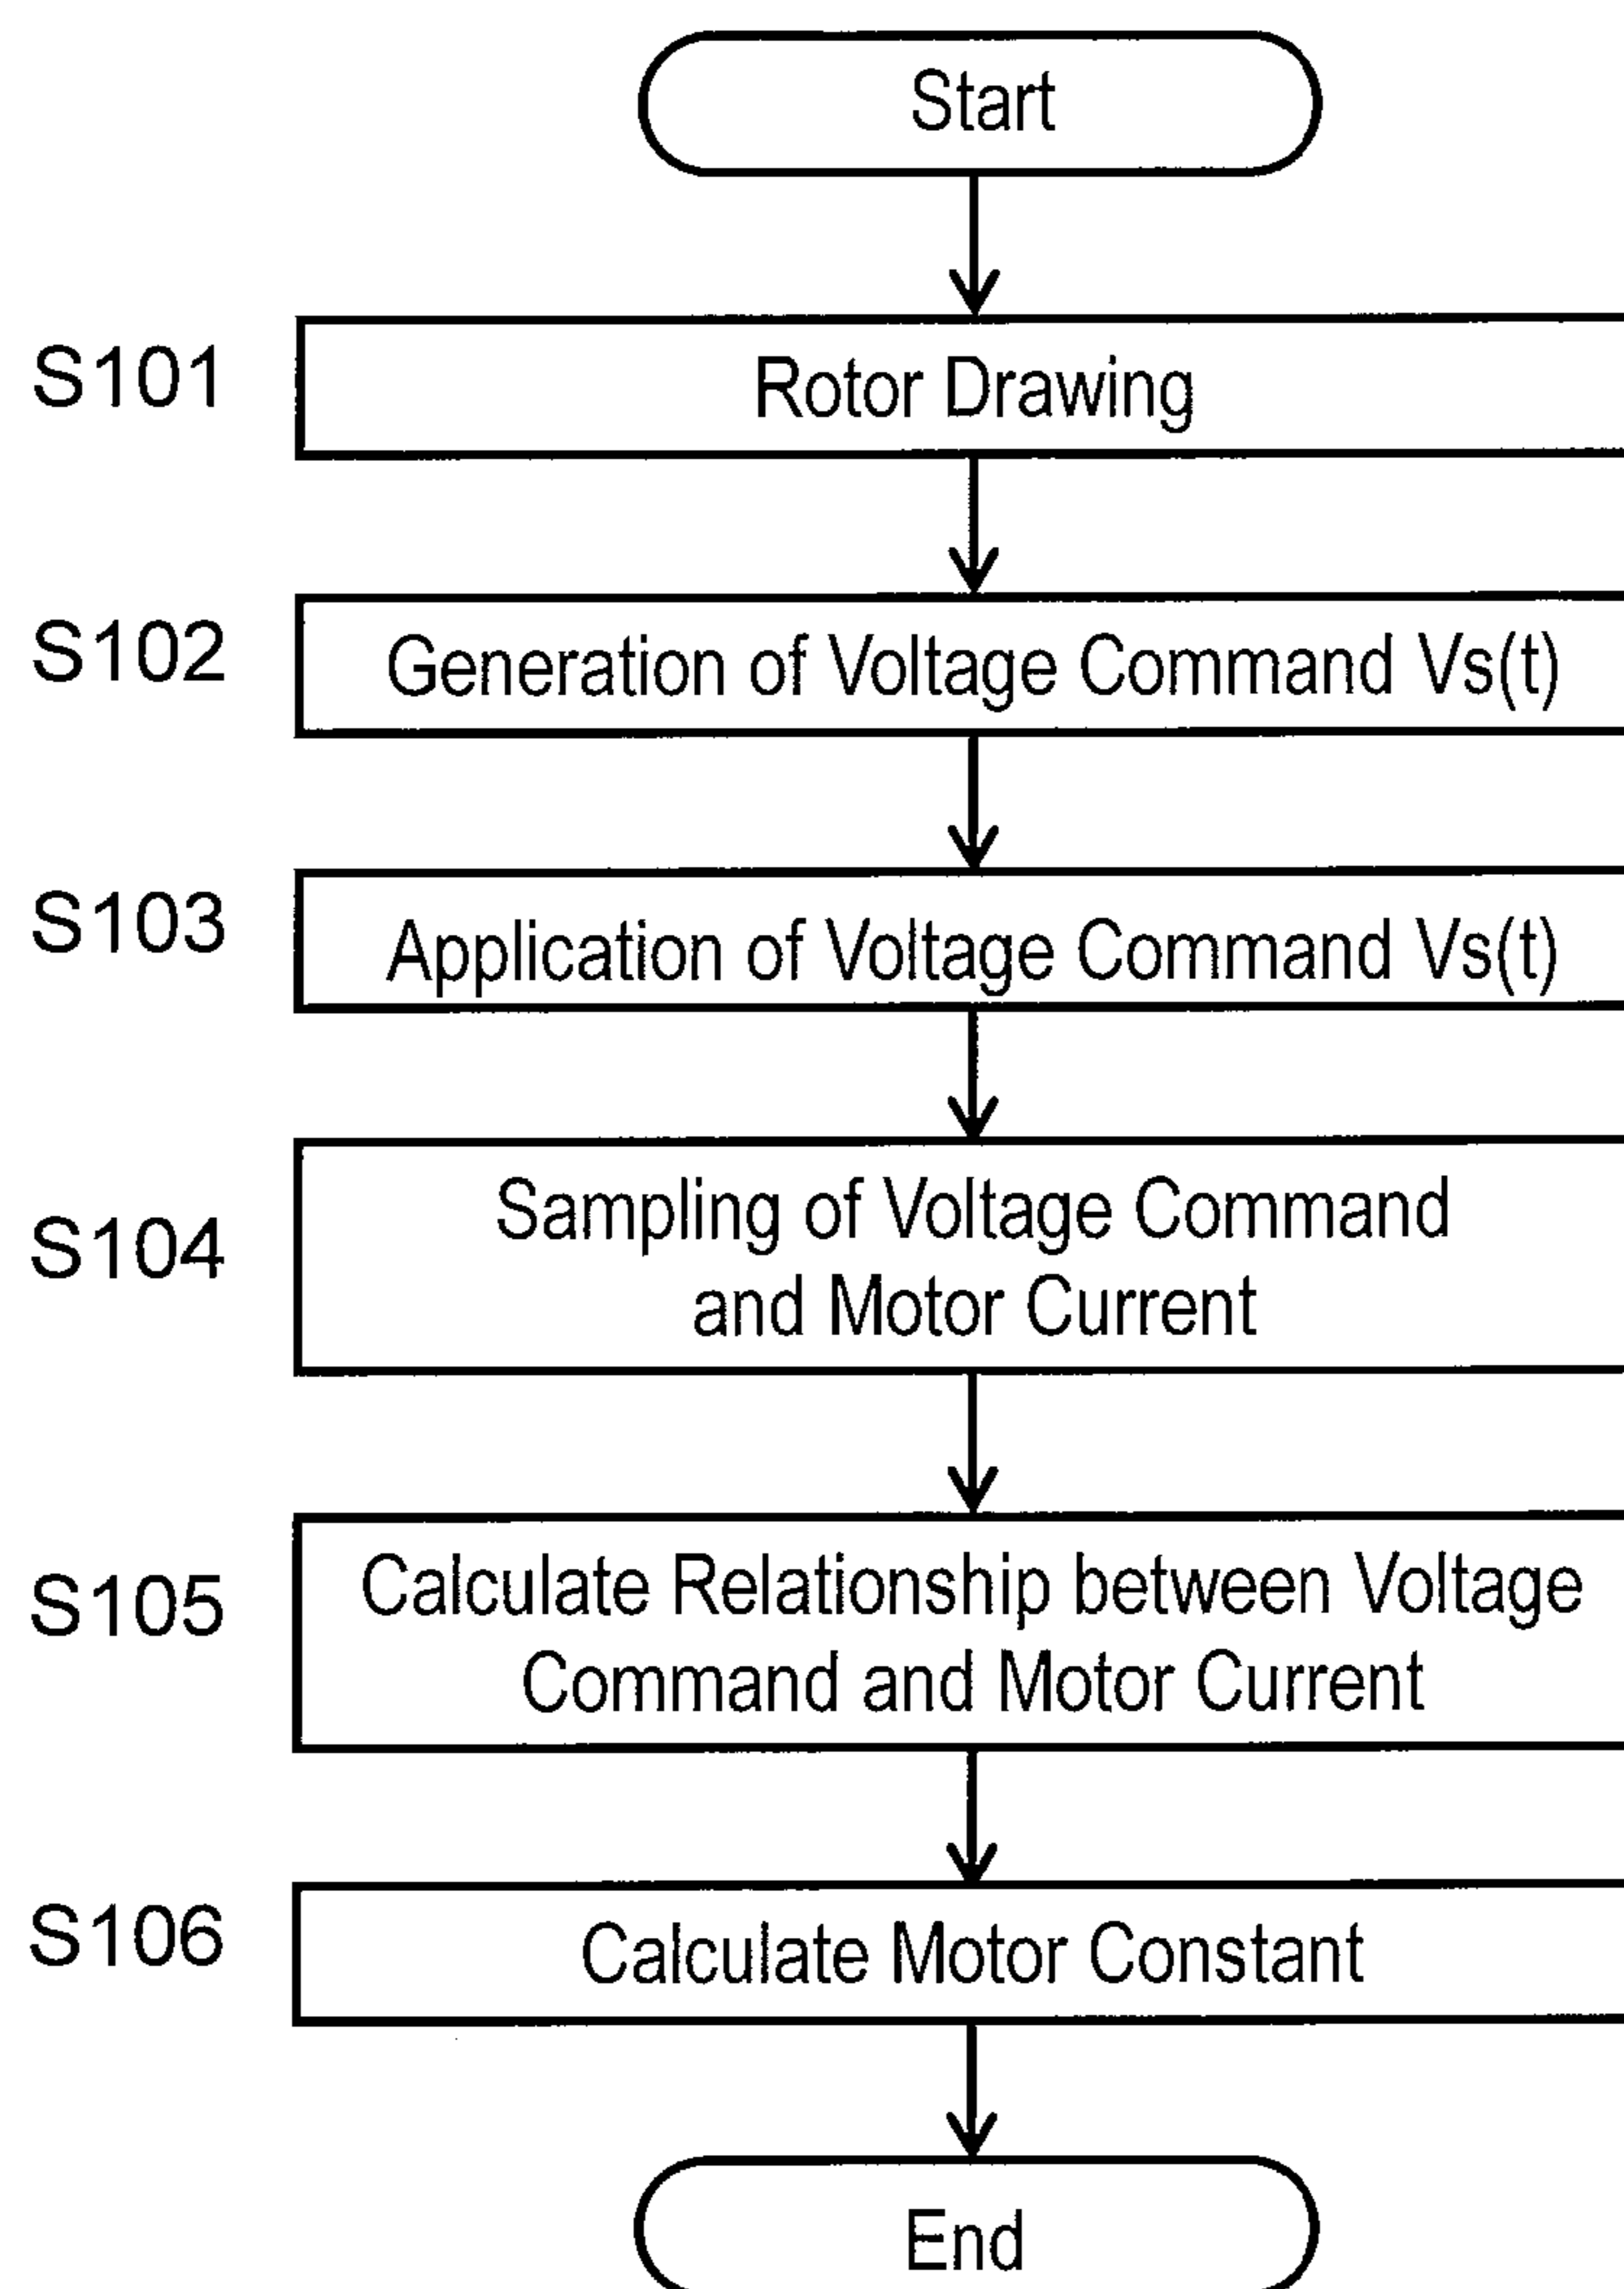 Start
S101
Rotor Drawing
S102
Generation of Voltage Command Vs(t)
S103
Application of Voltage Command Vs(t)
S104
Sampling of Voltage Command
and Motor Current
S105
Calculate Relationship between Voltage
Command and Motor Current
S106
Calculate Motor Constant
End